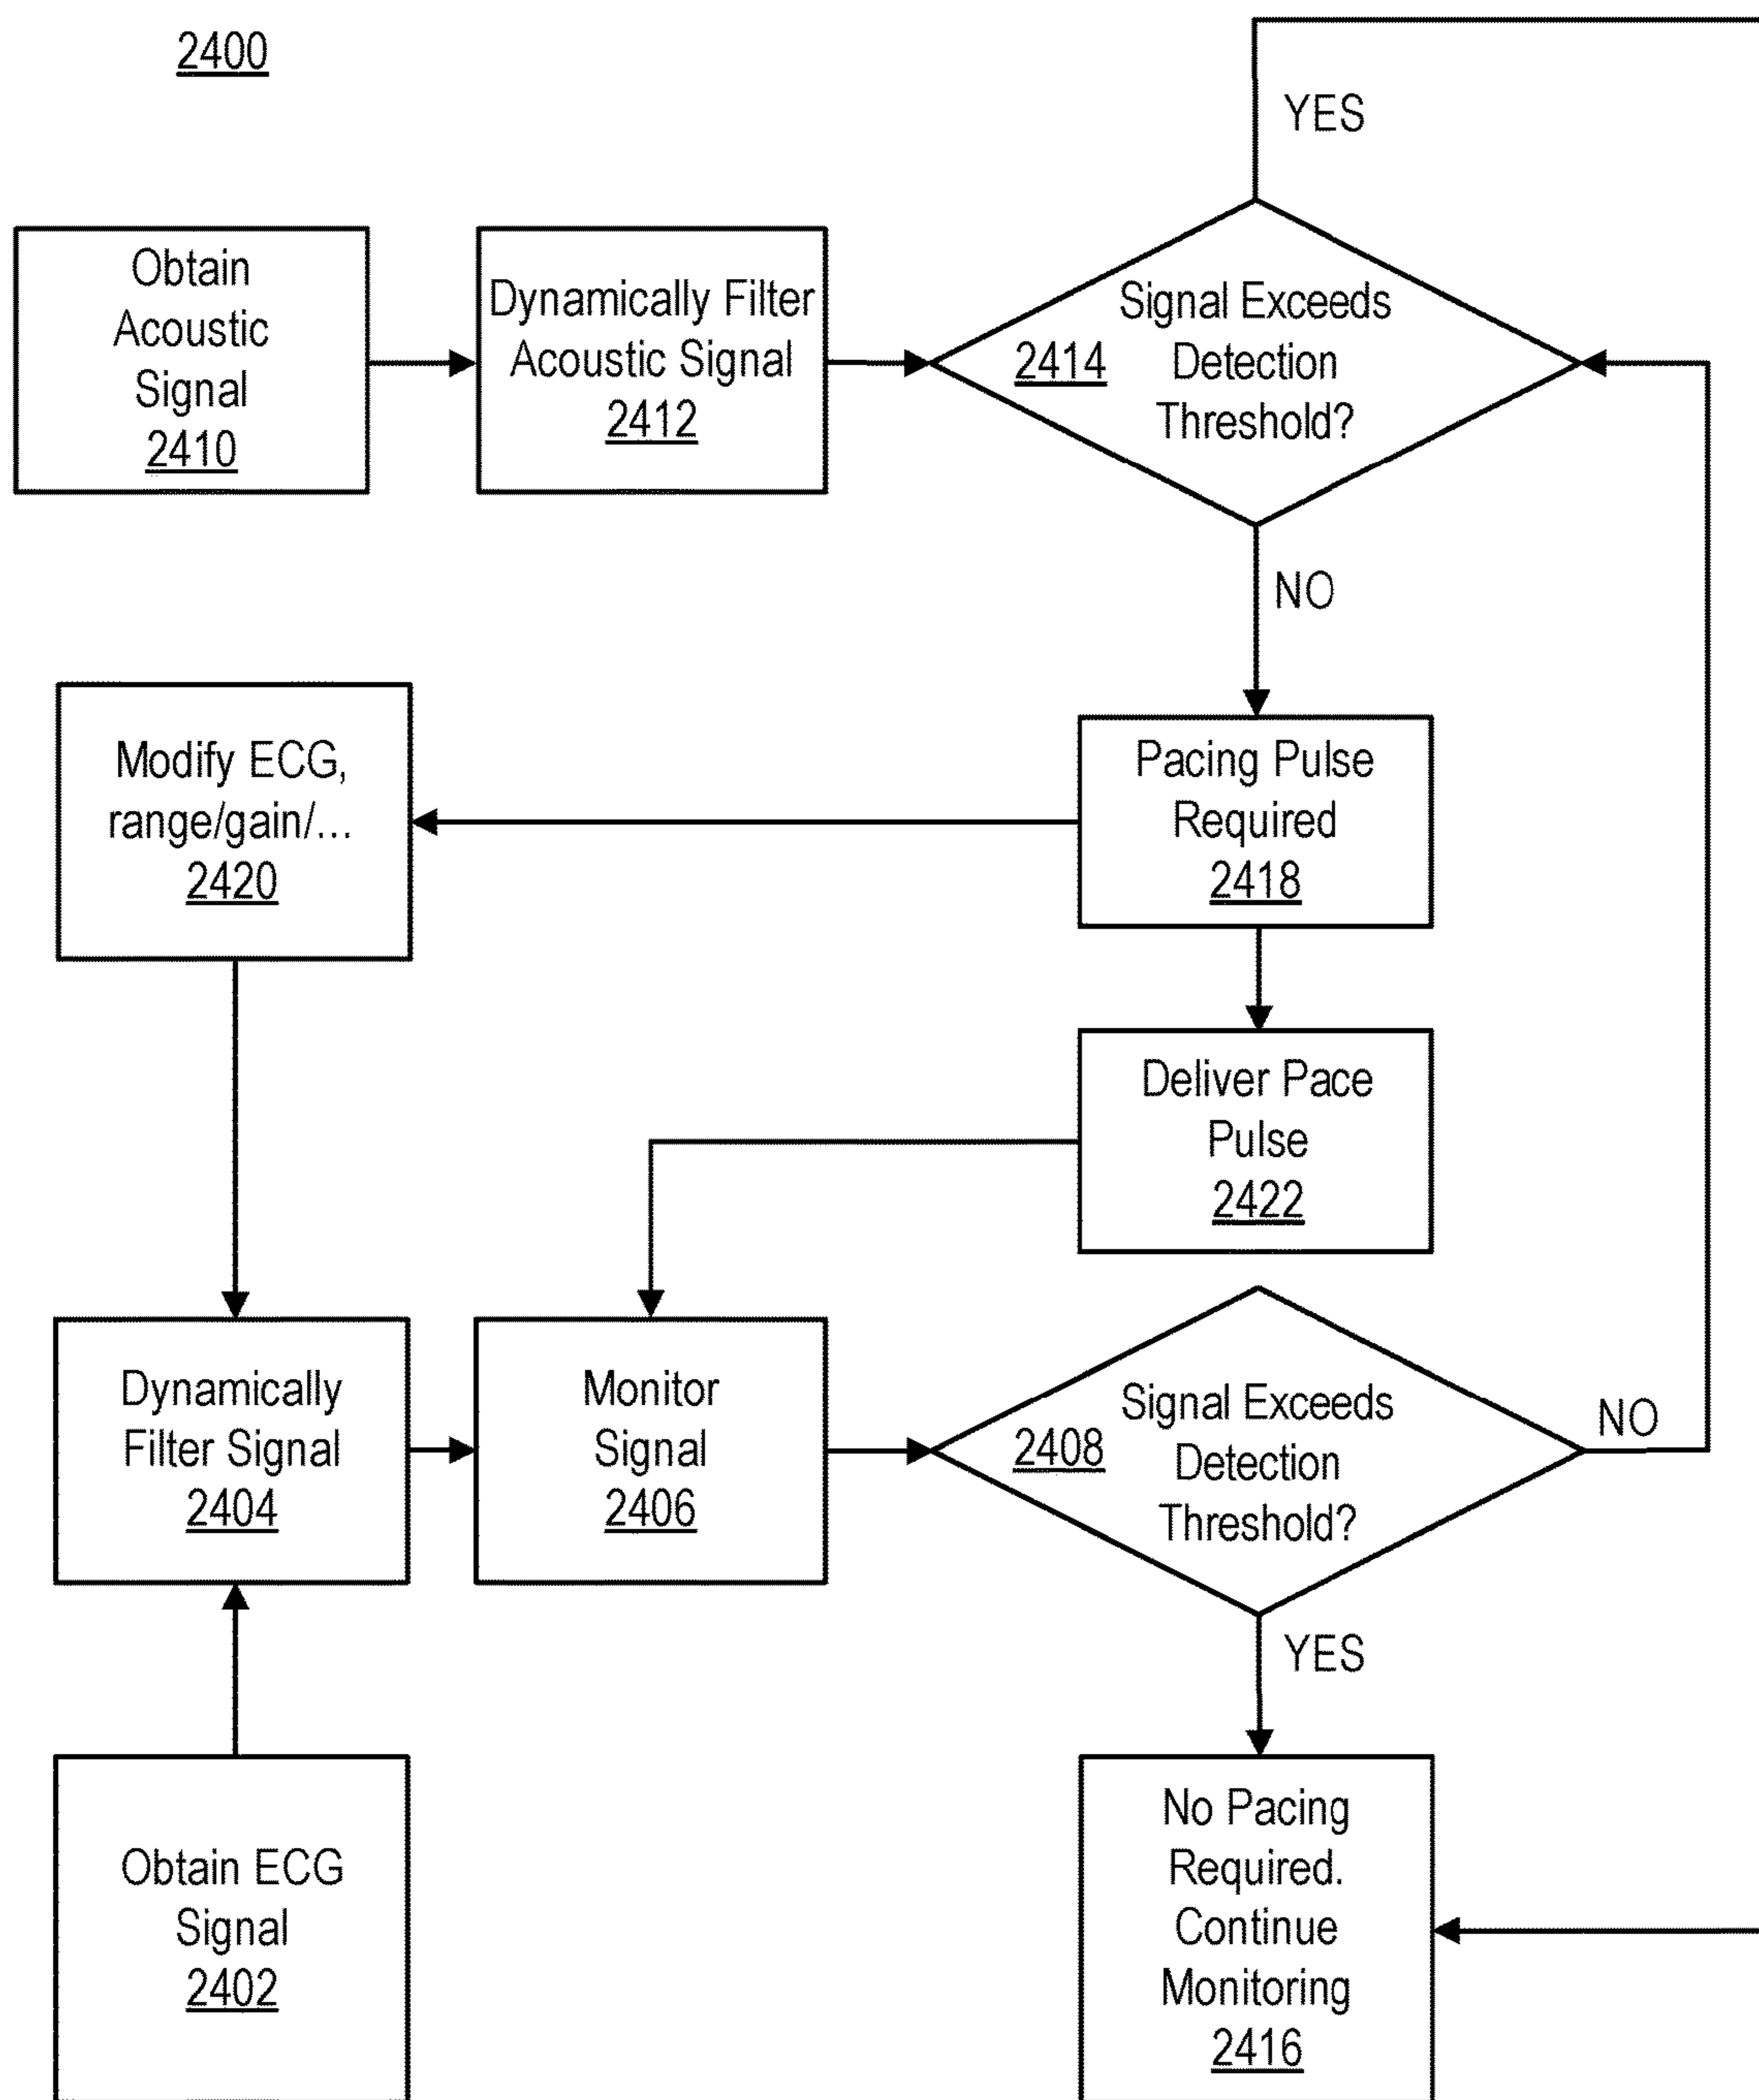 2400
YES
Obtain
Acoustic
Signal
2410
Dynamically Filter
Acoustic Signal
2412
Signal Exceeds
2414
Detection
Threshold?
NO
Modify ECG,
range/gain/...
2420
Pacing Pulse
Required
2418
Deliver Pace
Pulse
2422
Dynamically
Filter Signal
2404
Monitor
Signal
2406
Signal Exceeds
2408
Detection
Threshold?
NO
YES
Obtain ECG
Signal
2402
No Pacing
Required.
Continue
Monitoring
2416